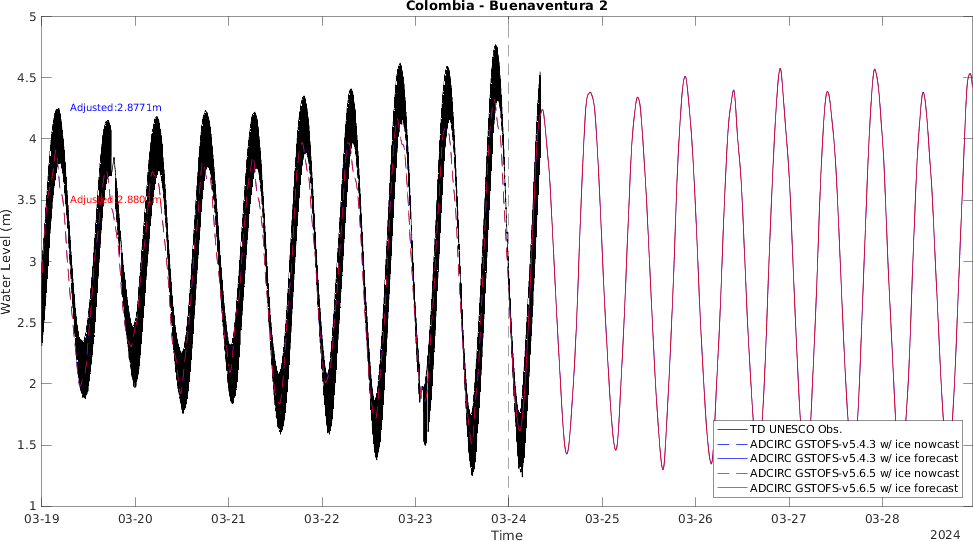 Colombia - Buenaventura 2
5
4.5
4
3.5
3
2.5
2
1.5
1
Water Level (m)
Adjusted:2.8771m
Adjusted:2.880 m
TD UNESCO Obs.
ADCIRC GSTOFS-v5.4.3 w/ ice nowcast
ADCIRC GSTOFS-v5.4.3 w/ ice forecast
ADCIRC GSTOFS-v5.6.5 w/ ice nowcast
ADCIRC GSTOFS-v5.6.5 w/ ice forecast
03-19 03-20 03-21 03-22 03-23 03-24 03-25 03-26 03-27 03-28
Time
2024